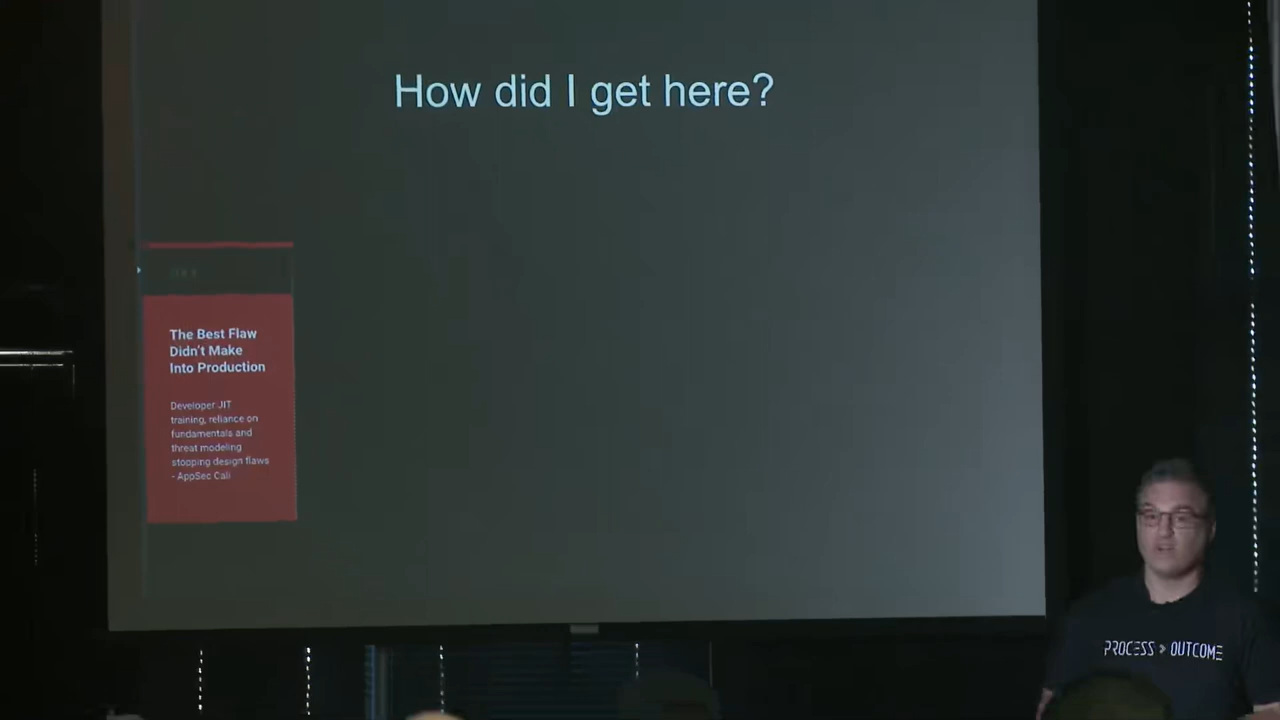 How did I get here?
The Best Flaw
Didn't Make
Into Production
Developer JIT
training, reliance on
fundamentals and
threat modeling
stopping design flaws
- AppSec Cali
PROCESS > OUTCOME